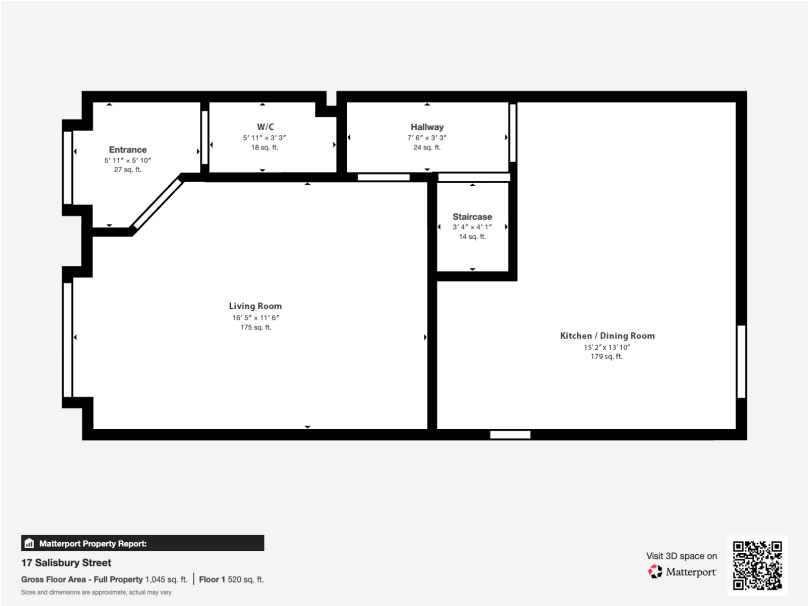 Entrance
5' 11" × 5' 10"
27 sq. ft.
W/C
5' 11" × 3' 3"
18 sq. ft.
Hallway
7' 6" × 3' 3"
24 sq. ft.
Staircase
3' 4" × 4' 1"
14 sq. ft.
Living Room
16' 5" × 11' 6"
175 sq. ft.
Kitchen / Dining Room
15' 2" x 13' 10"
179 sq. ft.
Matterport Property Report:
17 Salisbury Street
Gross Floor Area - Full Property 1,045 sq. ft. | Floor 1 520 sq. ft.
Sizes and dimensions are approximate, actual may vary
Visit 3D space on
Matterport